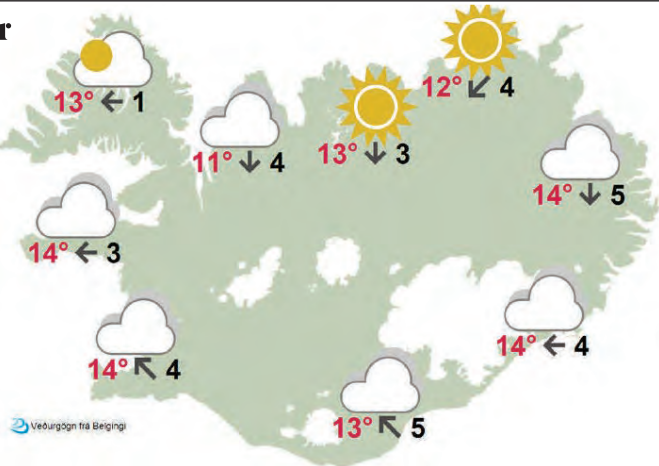 r
12° ↙ 4
13° ← 1
13° ↓ 3
11° ↓ 4
14° ↓ 5
14° ← 3
14° ← 4
14° ↖ 4
13° ↖ 5
Veðurgögn frá Belgingi